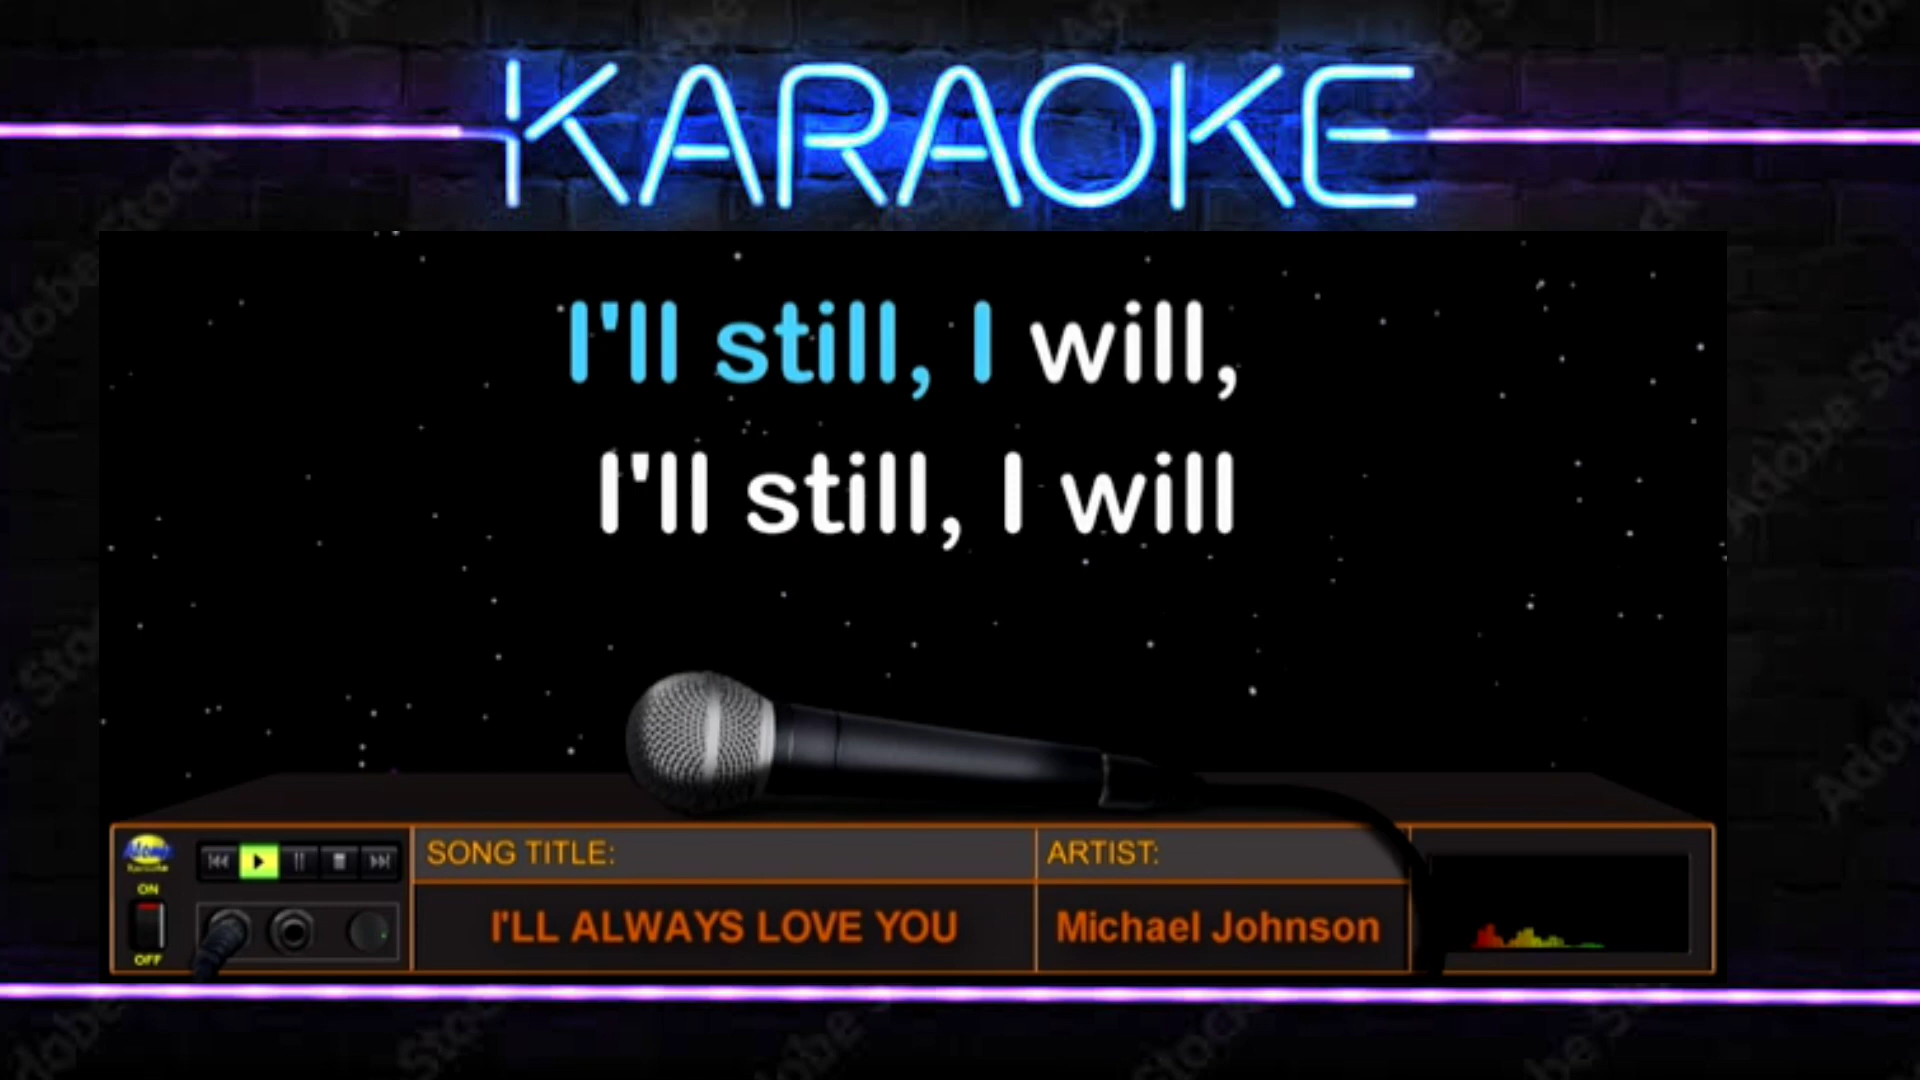 KARAOKE
I'll still, I will,
I'll still, I will
SONG TITLE:
ARTIST:
ON
I'LL ALWAYS LOVE YOU
Michael Johnson
OFF